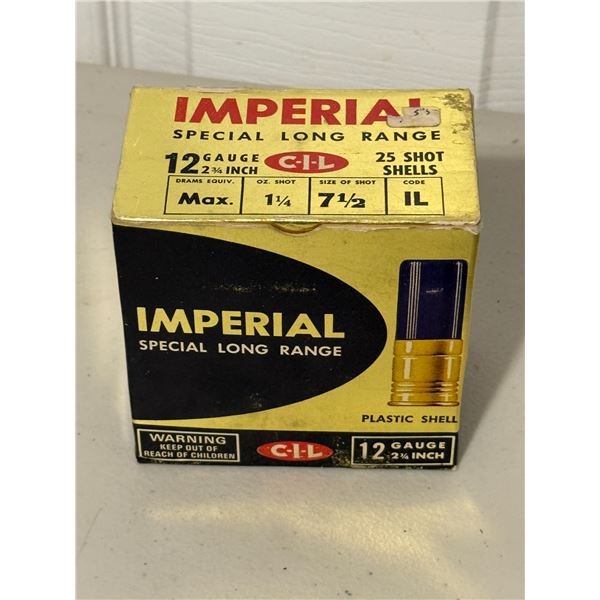 IMPERIAL
SPECIAL LONG RANGE
12 GAUGE 2¾ INCH C-I-L 25 SHOT SHELLS
DRAMS EQUIV. OZ. SHOT SIZE OF SHOT CODE
Max. 1¼ 7½ IL
IMPERIAL
SPECIAL LONG RANGE
PLASTIC SHELL
WARNING
KEEP OUT OF
REACH OF CHILDREN
C-I-L
12 GAUGE
2¾ INCH